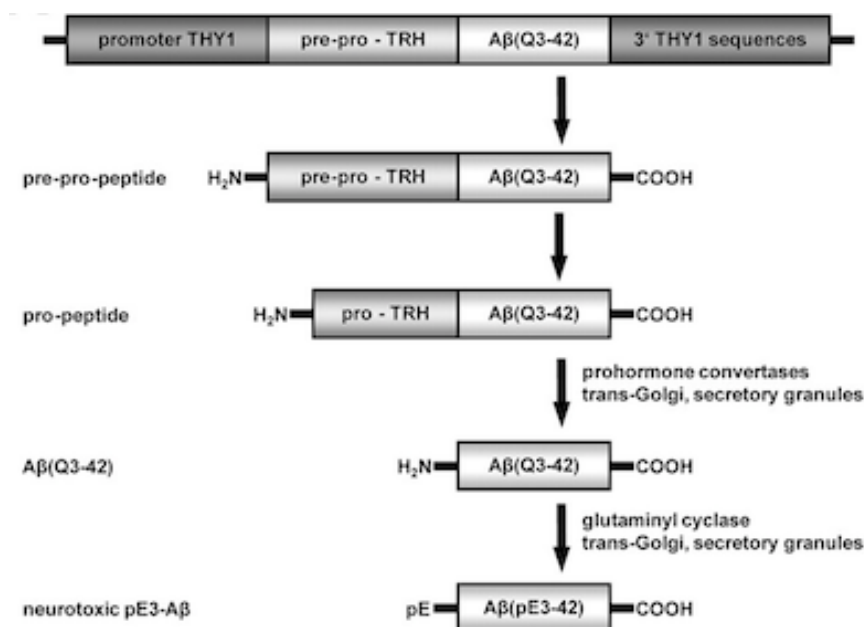 promoter THY1 pre-pro - TRH Aβ(Q3-42) 3' THY1 sequences
pre-pro-peptide H₂N pre-pro - TRH Aβ(Q3-42) COOH
pro-peptide H₂N pro - TRH Aβ(Q3-42) COOH
prohormone convertases
trans-Golgi, secretory granules
Aβ(Q3-42) H₂N Aβ(Q3-42) COOH
glutaminyl cyclase
trans-Golgi, secretory granules
neurotoxic pE3-Aβ pE Aβ(pE3-42) COOH